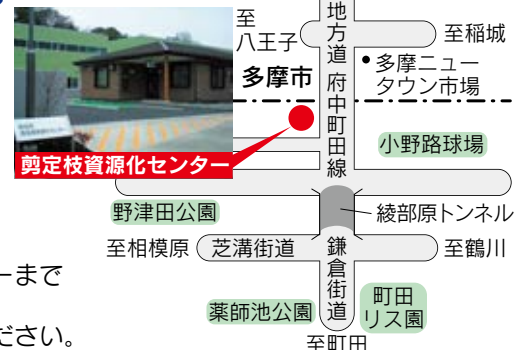 至
八王子
地方道 府中町田線
至稲城
多摩市
多摩ニュー
タウン市場
剪定枝資源化センター
小野路球場
野津田公園
綾部原トンネル
至相模原
芝溝街道
鎌倉街道
至鶴川
ーまで
薬師池公園
町田
リス園
ださい。
至町田